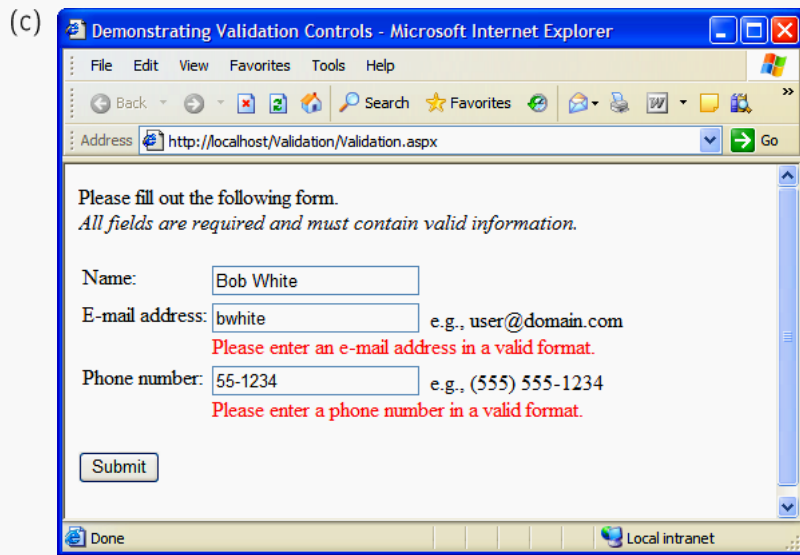 (c)
Demonstrating Validation Controls - Microsoft Internet Explorer
File Edit View Favorites Tools Help
Back Search Favorites W »
Address http://localhost/Validation/Validation.aspx Go
Please fill out the following form.
All fields are required and must contain valid information.
Name: Bob White
E-mail address: bwhite e.g., user@domain.com
Please enter an e-mail address in a valid format.
Phone number: 55-1234 e.g., (555) 555-1234
Please enter a phone number in a valid format.
Submit
Done Local intranet